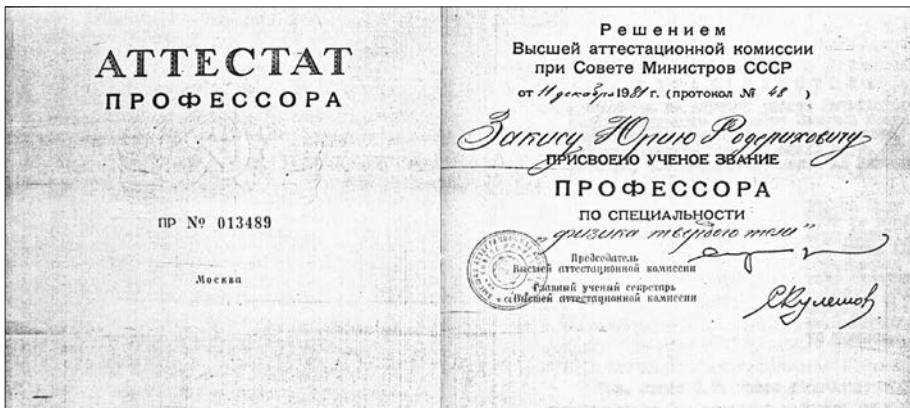 АТТЕСТАТ
ПРОФЕССОРА
ПР № 013489
Москва
Решением
Высшей аттестационной комиссии
при Совете Министров СССР
от 11 декабря 1981 г. (протокол № 48 )
Закису Юрию Родериховичу
ПРИСВОЕНО УЧЕНОЕ ЗВАНИЕ
ПРОФЕССОРА
ПО СПЕЦИАЛЬНОСТИ
„физика твердого тела"
Председатель
Высшей аттестационной комиссии
Главный ученый секретарь
Высшей аттестационной комиссии
СКулешов